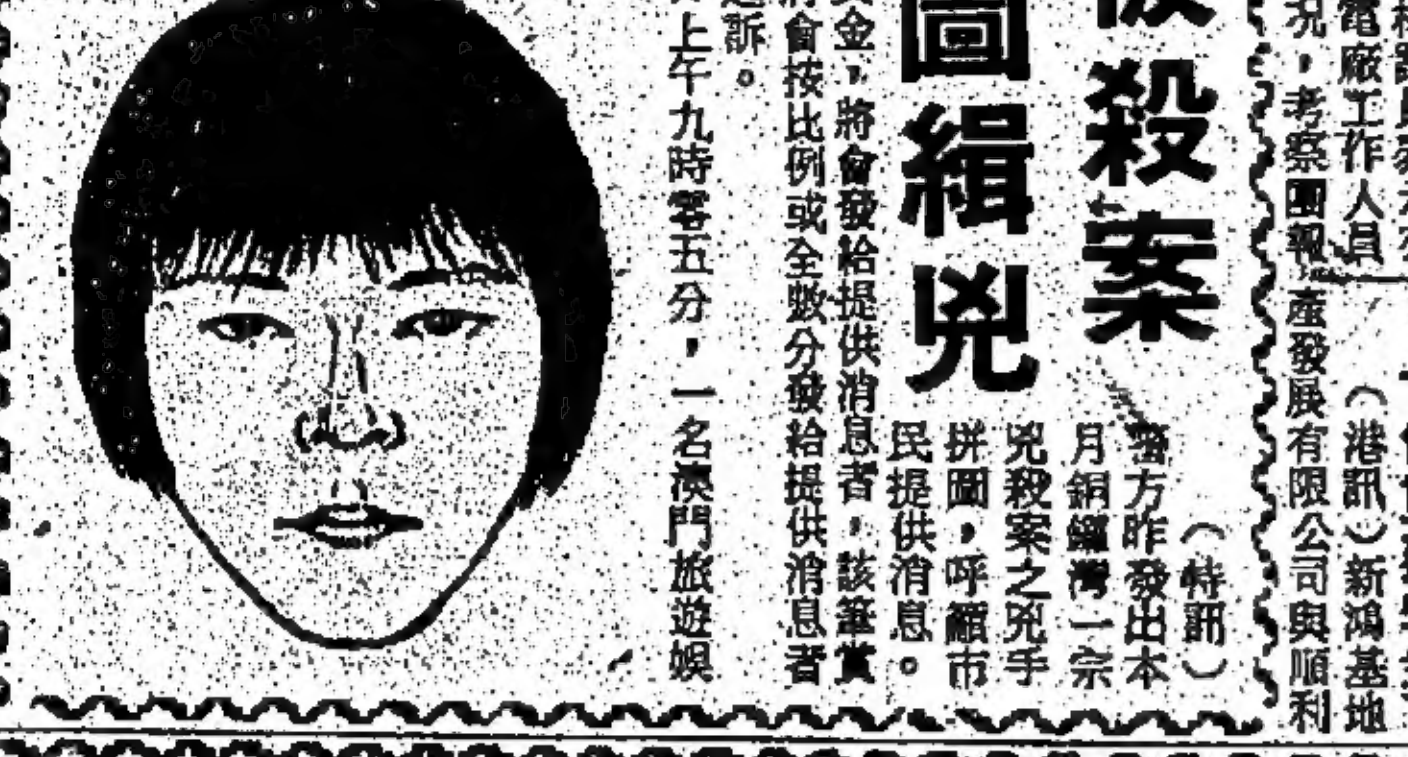 殺案
圖緝兇
（特訊）
警方昨發出本
月銅鑼灣一宗
兇殺案之兇手
拼圖，呼籲市
民提供消息。
金，將會發給提供消息者，該筆賞
會按比例或全數分發給提供消息者
訴。
上午九時零五分，一名澳門旅遊娛
電廠工作人員
況，考察團報
（港訊）新鴻基地
產發展有限公司與順利